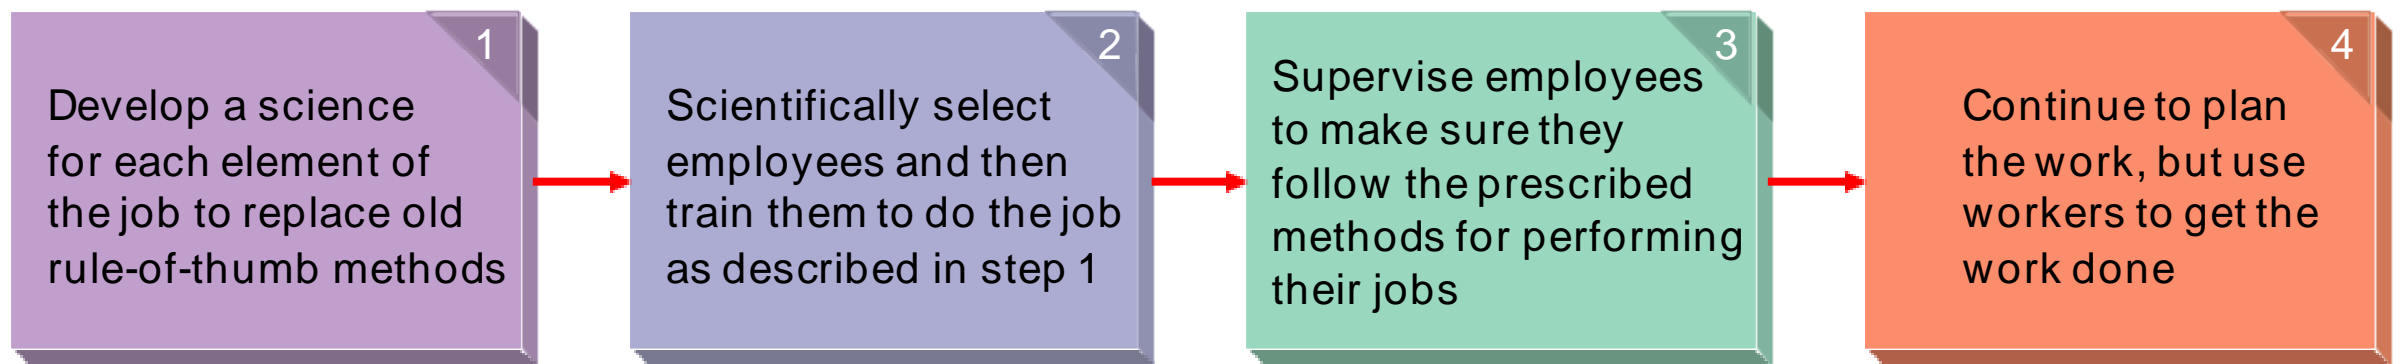 1
Develop a science
for each element of
the job to replace old
rule-of-thumb methods
2
Scientifically select
employees and then
train them to do the job
as described in step 1
3
Supervise employees
to make sure they
follow the prescribed
methods for performing
their jobs
4
Continue to plan
the work, but use
workers to get the
work done